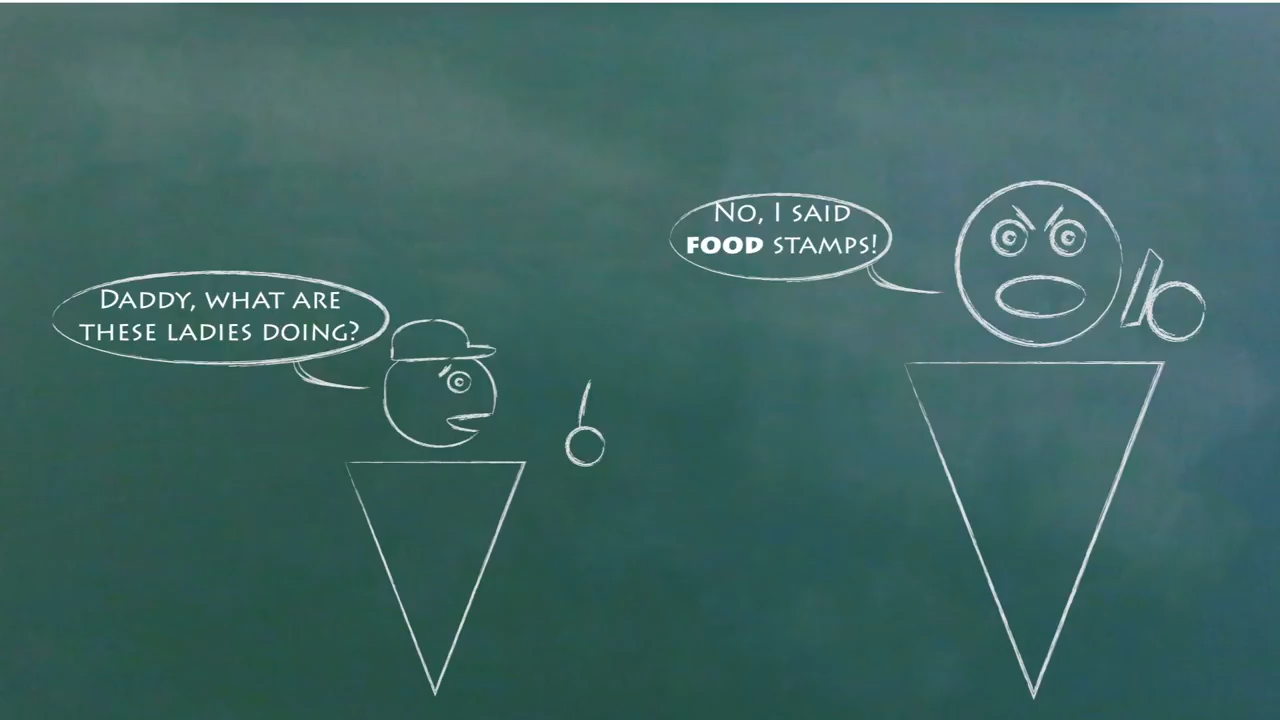 Daddy, what are
these ladies doing?
No, I said
food stamps!